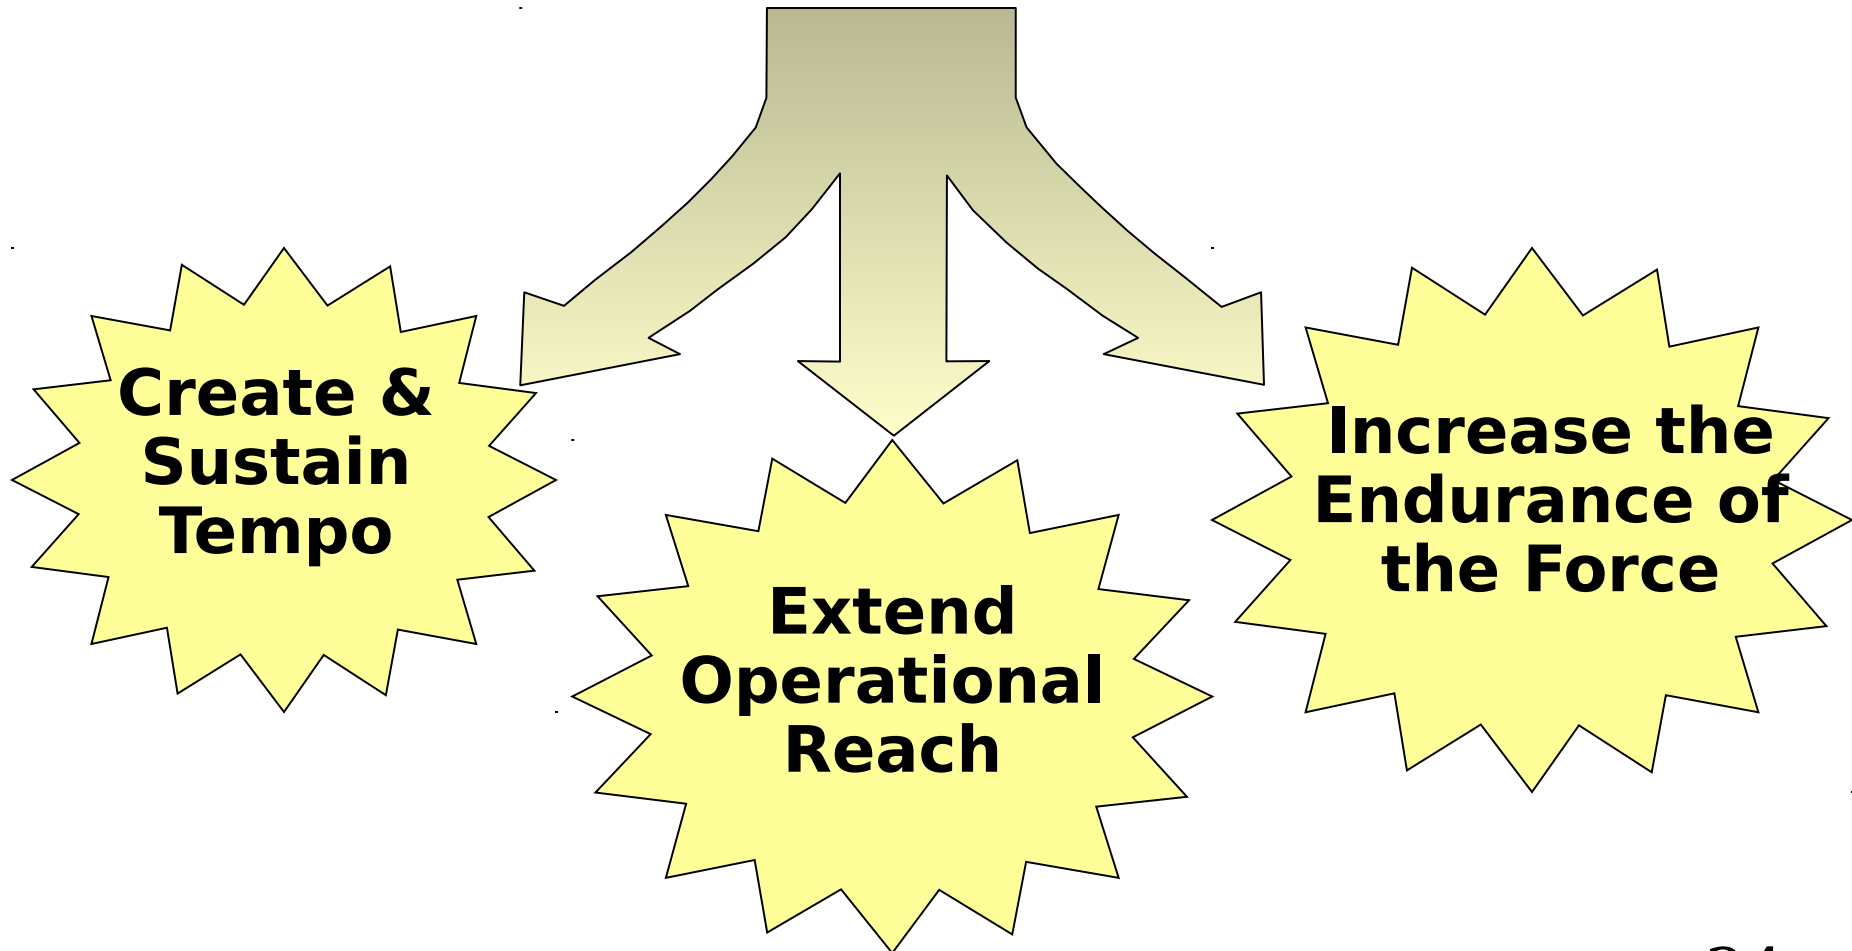 Create &
Sustain
Tempo
Increase the
Endurance of
the Force
Extend
Operational
Reach